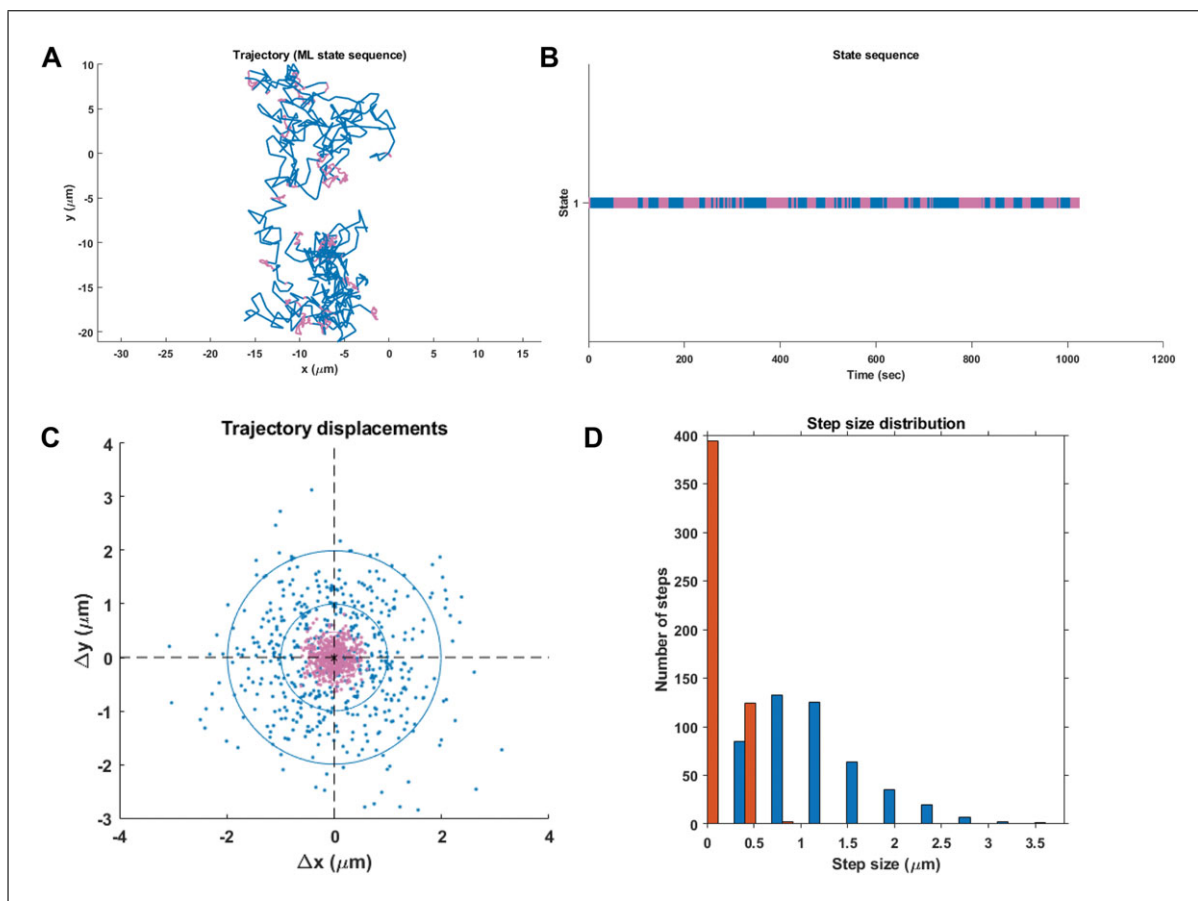 A
Trajectory (ML state sequence)
10
5
0
-5
-10
-15
-20
y (μm)
-30 -25 -20 -15 -10 -5 0 5 10 15
x (μm)
B
State sequence
State
1
0 200 400 600 800 1000 1200
Time (sec)
C
Trajectory displacements
4
3
2
1
0
-1
-2
-3
Δy (μm)
-4 -2 0 2 4
Δx (μm)
D
Step size distribution
400
350
300
250
200
150
100
50
0
Number of steps
0 0.5 1 1.5 2 2.5 3 3.5
Step size (μm)